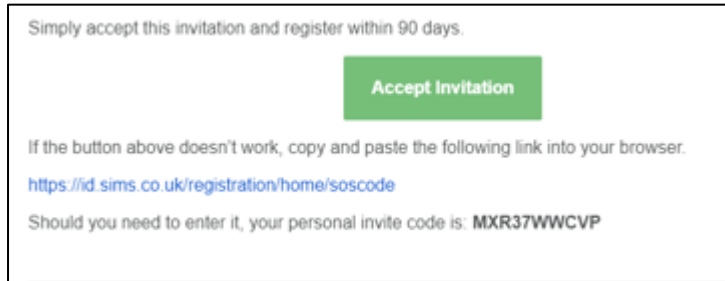 Simply accept this invitation and register within 90 days.
Accept Invitation
If the button above doesn't work, copy and paste the following link into your browser.
https://id.sims.co.uk/registration/home/soscode
Should you need to enter it, your personal invite code is: MXR37WWCVP